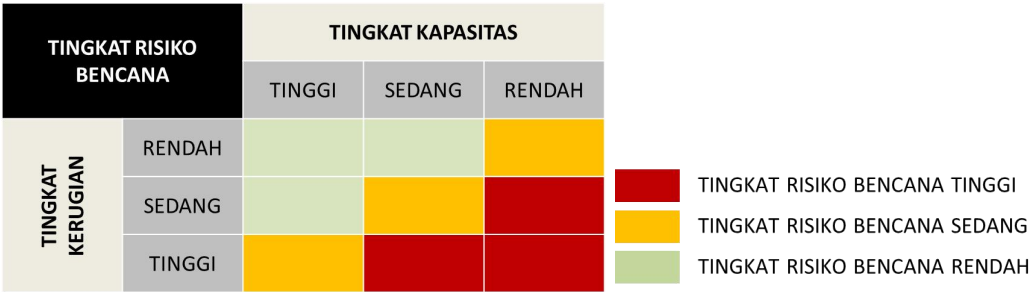 TINGKAT RISIKO
BENCANA
TINGKAT KAPASITAS
TINGGI
SEDANG
RENDAH
TINGKAT
KERUGIAN
RENDAH
SEDANG
TINGGI
TINGKAT RISIKO BENCANA TINGGI
TINGKAT RISIKO BENCANA SEDANG
TINGKAT RISIKO BENCANA RENDAH